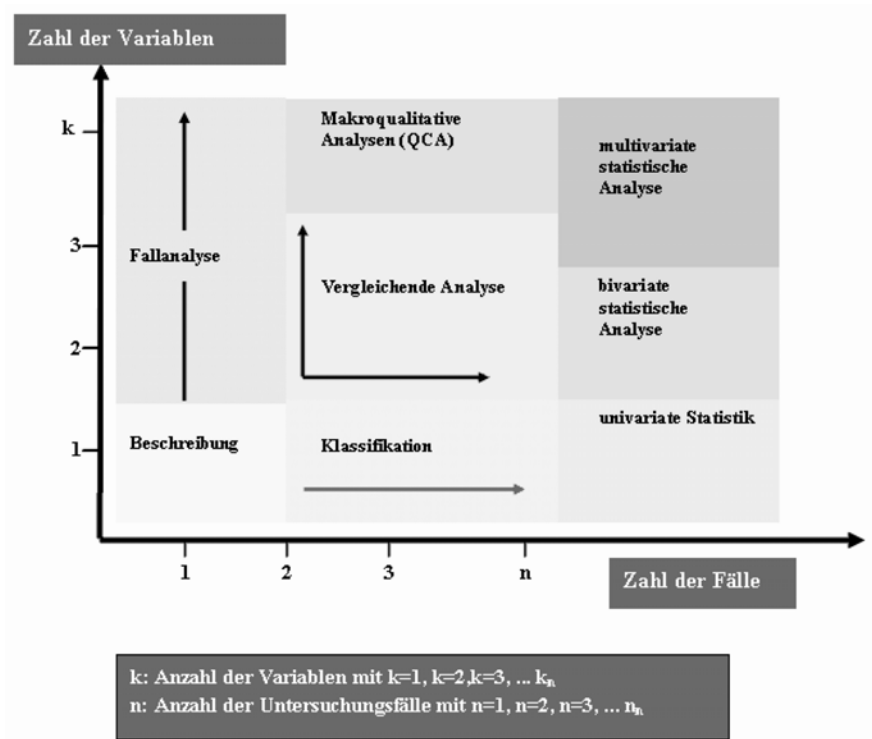 Zahl der Variablen
k
Makroqualitative
Analysen (QCA)
multivariate
statistische
Analyse
3
Fallanalyse
Vergleichende Analyse
bivariate
statistische
Analyse
2
univariate Statistik
1
Beschreibung
Klassifikation
1
2
3
n
Zahl der Fälle
k: Anzahl der Variablen mit k=1, k=2,k=3, ... kₙ
n: Anzahl der Untersuchungsfälle mit n=1, n=2, n=3, ... nₙ